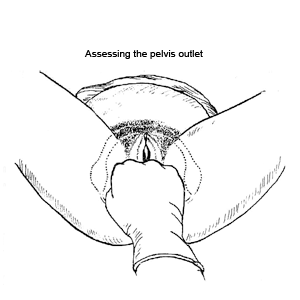 Assessing the pelvis outlet